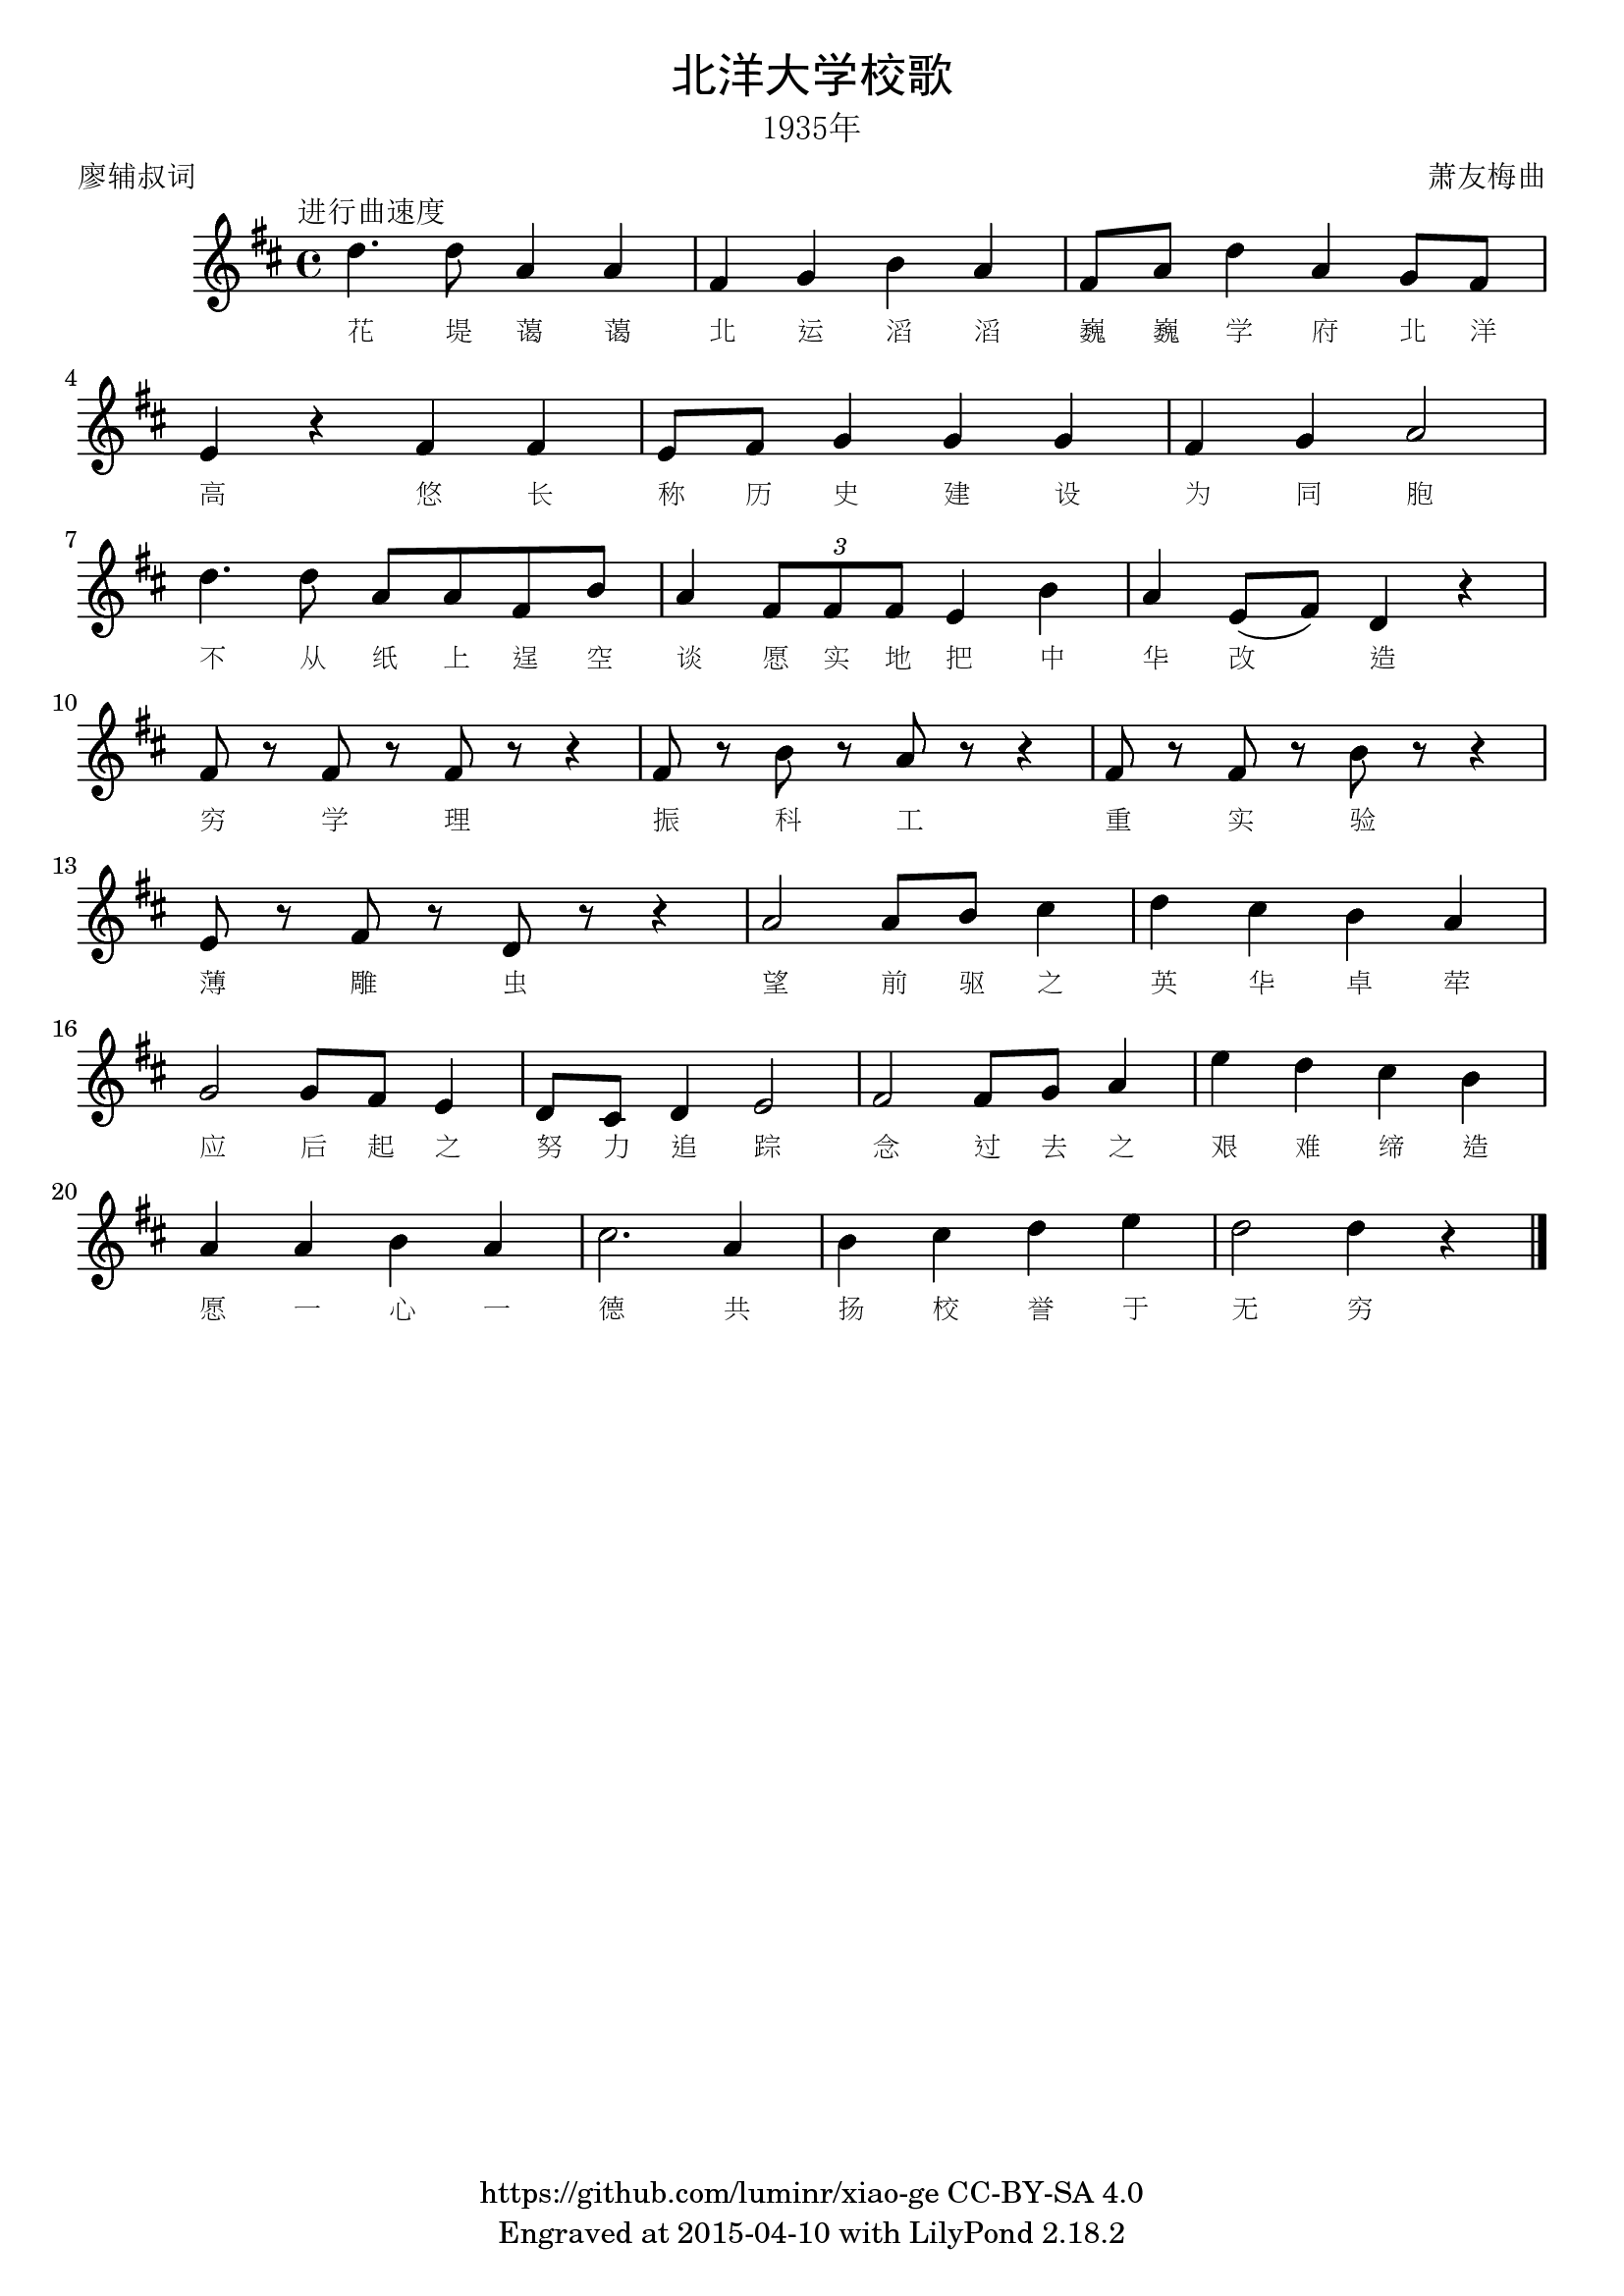 北洋大学校歌
1935年
廖辅叔词 萧友梅曲
进行曲速度
花 堤 蔼 蔼 北 运 滔 滔 巍 巍 学 府 北 洋
4
高 悠 长 称 历 史 建 设 为 同 胞
7
3
不 从 纸 上 逞 空 谈 愿 实 地 把 中 华 改 造
10
穷 学 理 振 科 工 重 实 验
13
薄 雕 虫 望 前 驱 之 英 华 卓 荦
16
应 后 起 之 努 力 追 踪 念 过 去 之 艰 难 缔 造
20
愿 一 心 一 德 共 扬 校 誉 于 无 穷
https://github.com/luminr/xiao-ge CC-BY-SA 4.0
Engraved at 2015-04-10 with LilyPond 2.18.2